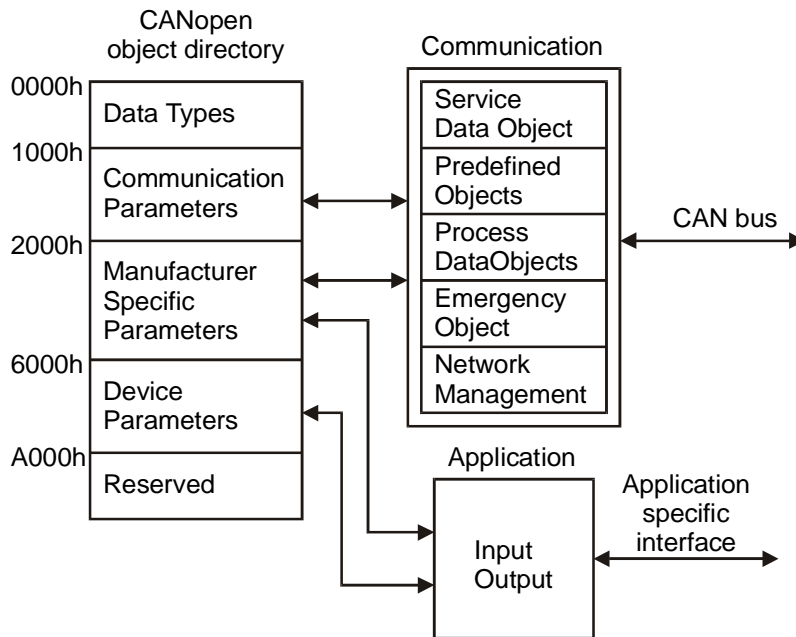 CANopen
object directory
0000h
Data Types
1000h
Communication
Parameters
2000h
Manufacturer
Specific
Parameters
6000h
Device
Parameters
A000h
Reserved
Communication
Service
Data Object
Predefined
Objects
Process
DataObjects
Emergency
Object
Network
Management
CAN bus
Application
Input
Output
Application
specific
interface